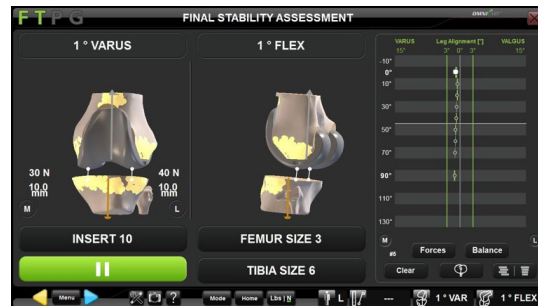 F T P G
FINAL STABILITY ASSESSMENT
1 ° VARUS
1 ° FLEX
VARUS Leg Alignment [°] VALGUS
15° 3° 0° 3° 15°
-10°
0°
10°
30°
50°
70°
90°
110°
130°
30 N
10.0
mm
40 N
10.0
mm
M L
M L
#5
Forces Balance
INSERT 10
FEMUR SIZE 3
TIBIA SIZE 6
Clear
Menu ? Mode Home Lbs | N L --- 1 ° VAR 1 ° FLEX